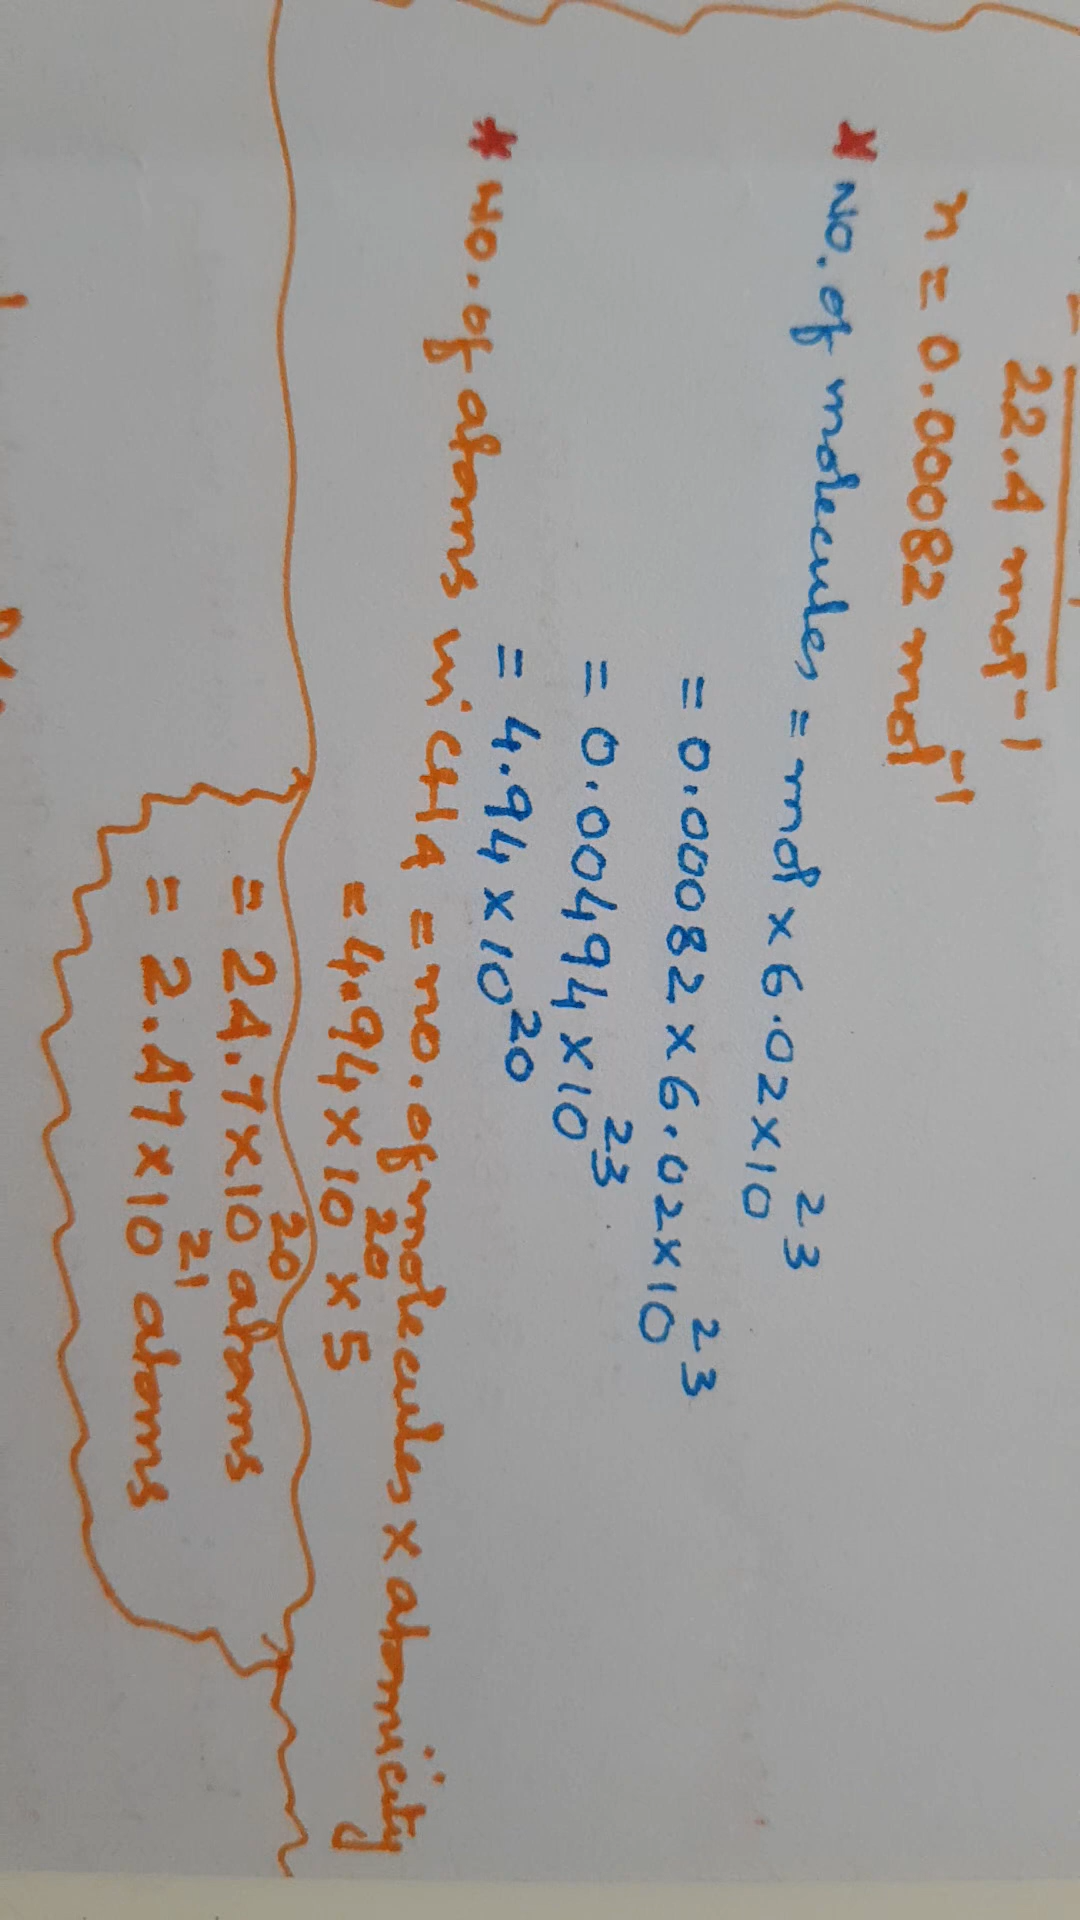 =
22.4 mol⁻¹
n = 0.00082 mol⁻¹
* No. of molecules = mol × 6.02 × 10²³
= 0.00082 × 6.02 × 10²³
= 0.00494 × 10²³
= 4.94 × 10²⁰
* No. of atoms in CH4 = no. of molecules × atomicity
= 4.94 × 10²⁰ × 5
= 24.7 × 10²⁰ atoms
= 2.47 × 10²¹ atoms